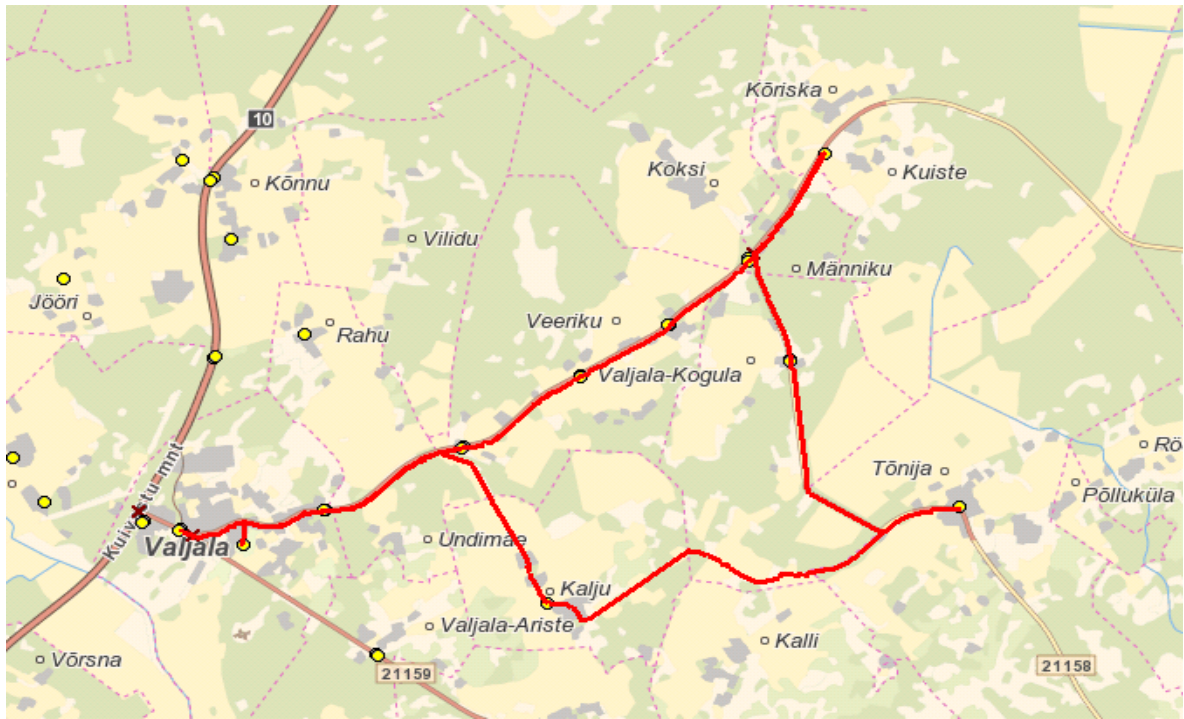 Kõriska
10
Koksi
Kuiste
Kõnnu
Vilidu
Männiku
Jööri
Veeriku
Rahu
Valjala-Kogula
Kuivastu mnt
Tõnija
Rö
Põlluküla
Valjala
Undimäe
Kalju
Valjala-Ariste
Kalli
Võrsna
21159
21158